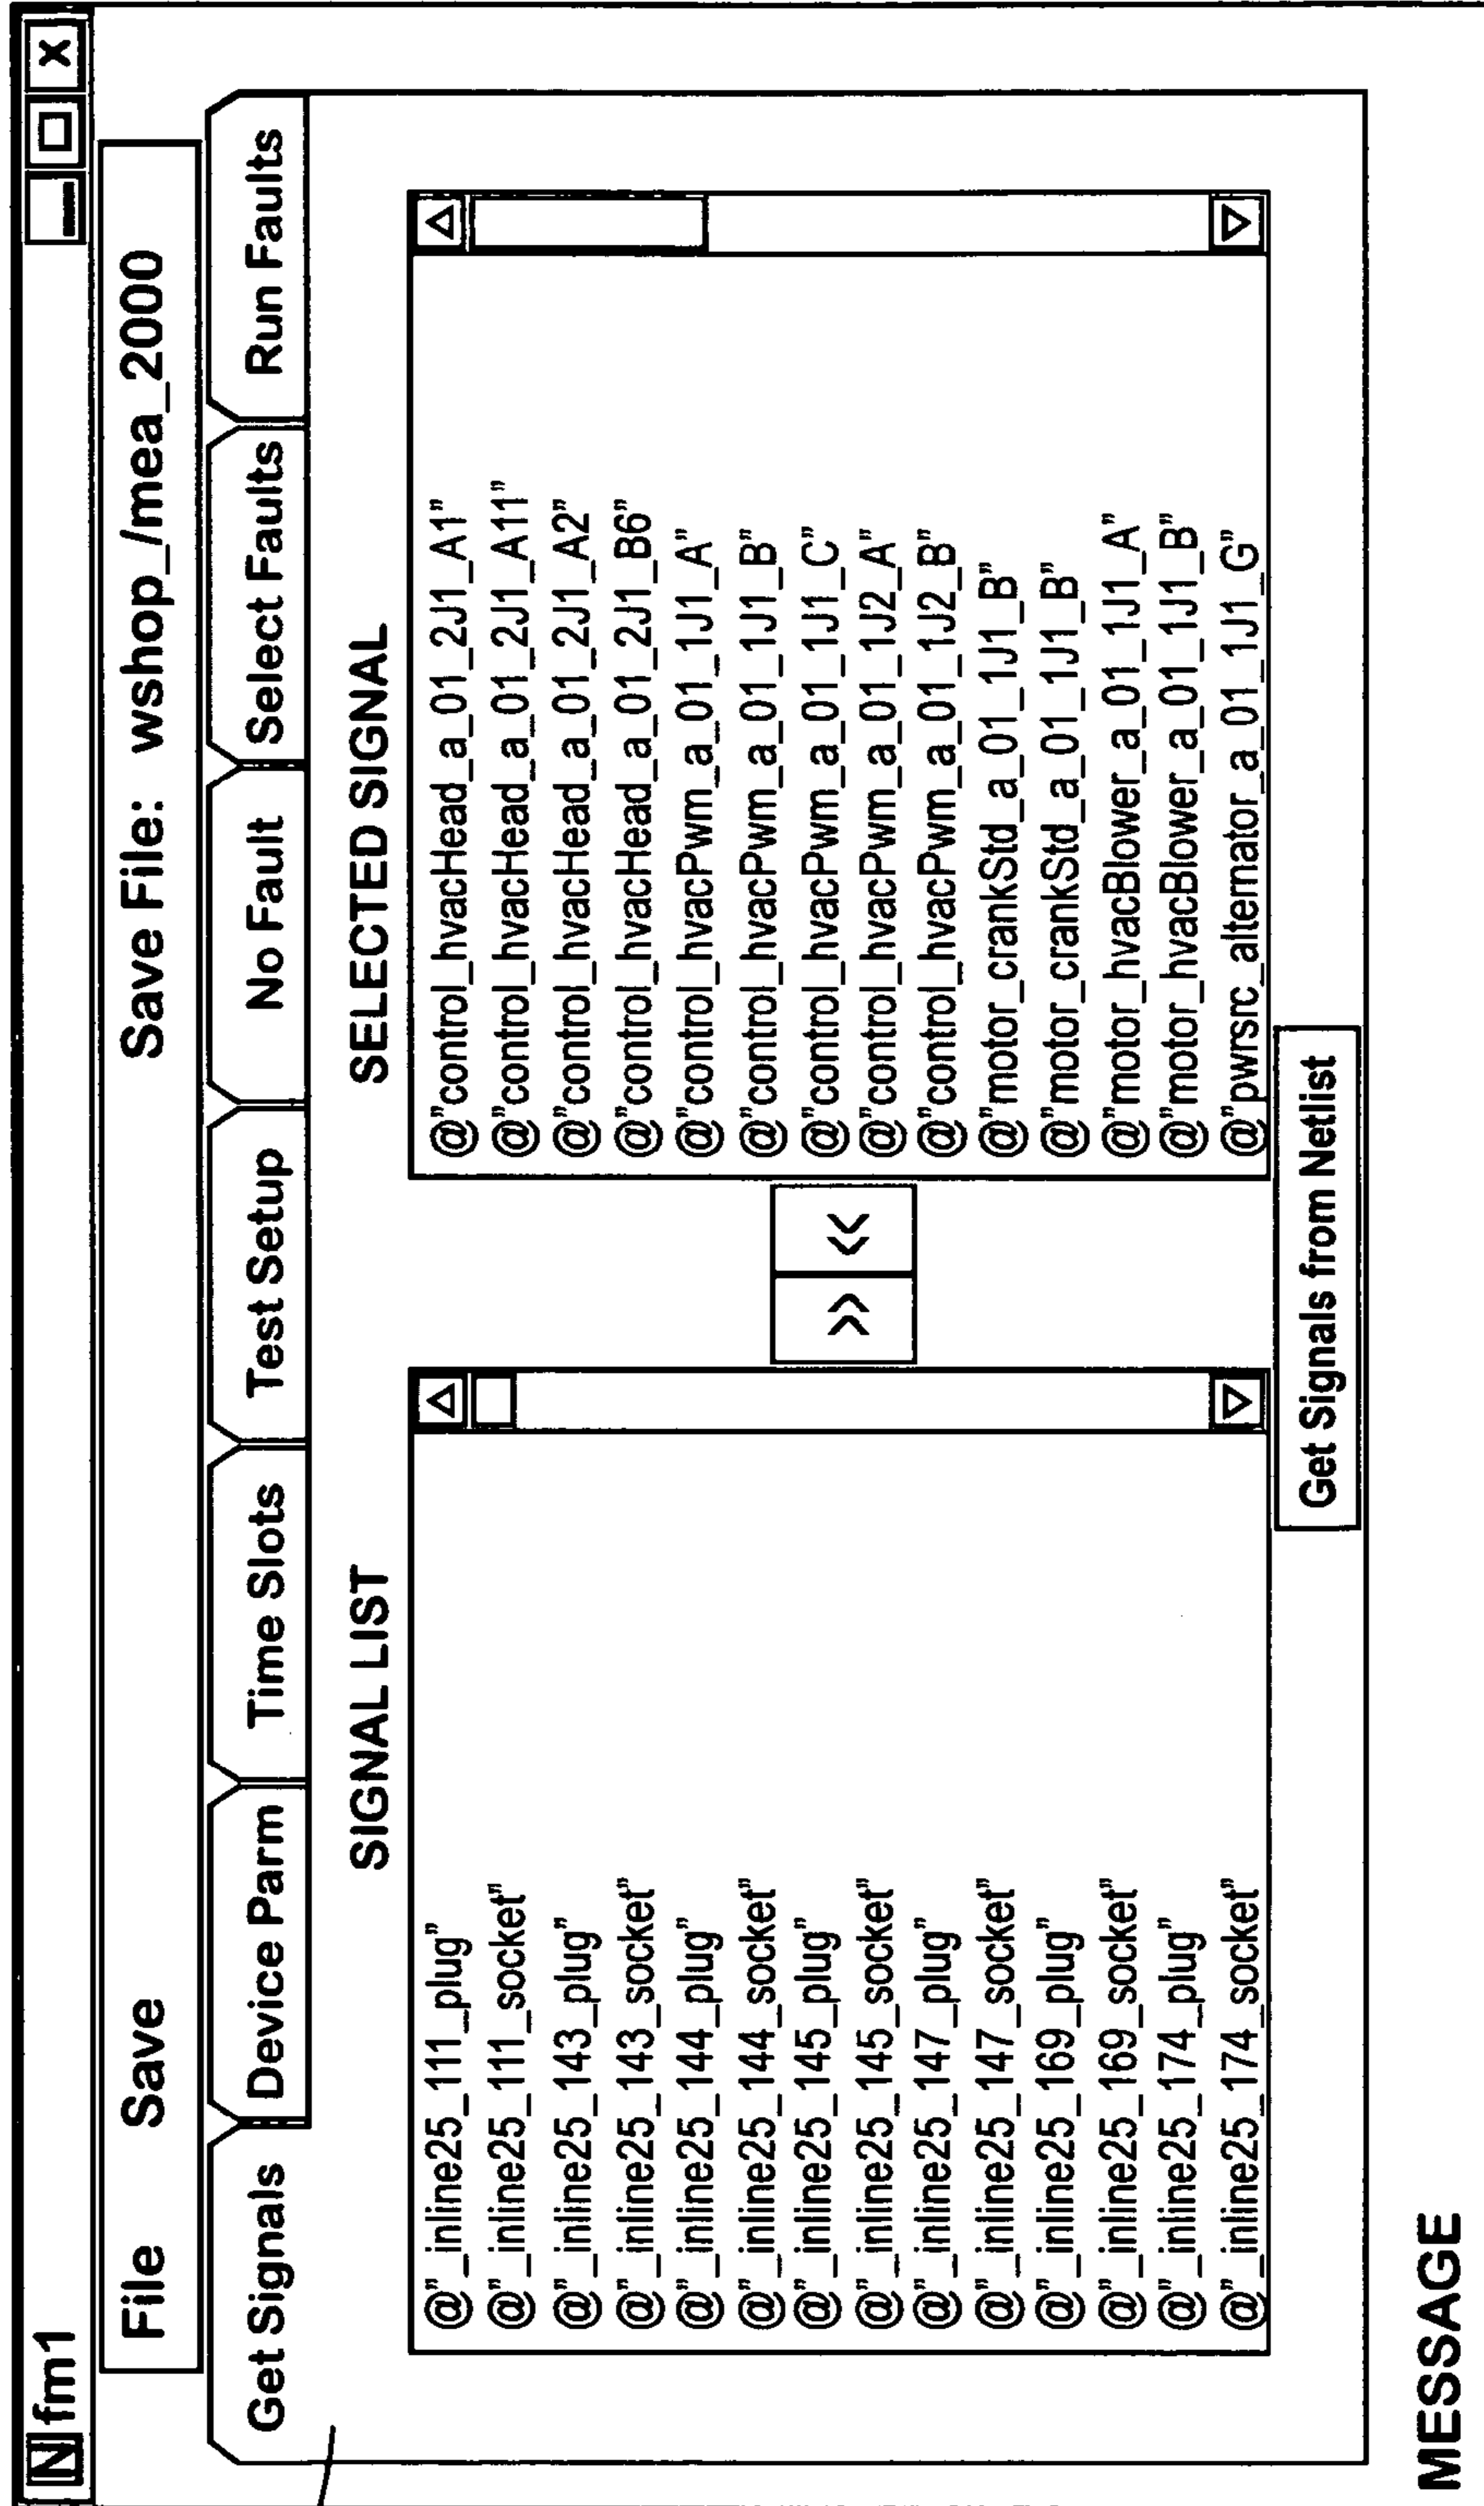 N fm1 X
File Save Save File: wshop_/mea_2000
Get Signals Device Parm Time Slots Test Setup No Fault Select Faults Run Faults
SIGNAL LIST
@"_inline25_111_plug"
@"_inline25_111_socket"
@"_inline25_143_plug"
@"_inline25_143_socket"
@"_inline25_144_plug"
@"_inline25_144_socket"
@"_inline25_145_plug"
@"_inline25_145_socket"
@"_inline25_147_plug"
@"_inline25_147_socket"
@"_inline25_169_plug"
@"_inline25_169_socket"
@"_inline25_174_plug"
@"_inline25_174_socket"
>> <<
SELECTED SIGNAL
@"control_hvacHead_a_01_2J1_A1"
@"control_hvacHead_a_01_2J1_A11"
@"control_hvacHead_a_01_2J1_A2"
@"control_hvacHead_a_01_2J1_B6"
@"control_hvacPwm_a_01_1J1_A"
@"control_hvacPwm_a_01_1J1_B"
@"control_hvacPwm_a_01_1J1_C"
@"control_hvacPwm_a_01_1J2_A"
@"control_hvacPwm_a_01_1J2_B"
@"motor_crankStd_a_01_1J1_B"
@"motor_crankStd_a_01_1J1_B"
@"motor_hvacBlower_a_01_1J1_A"
@"motor_hvacBlower_a_01_1J1_B"
@"pwrsrc_alternator_a_01_1J1_G"
Get Signals from Netlist
MESSAGE